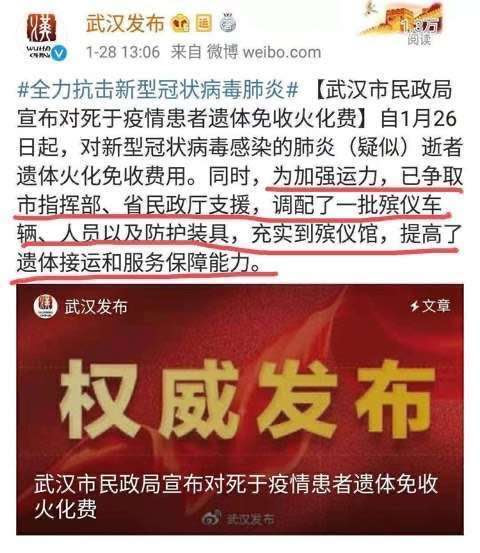 武汉发布
1-28 13:06 来自 微博 weibo.com
1.3万
阅读
#全力抗击新型冠状病毒肺炎# 【武汉市民政局
宣布对死于疫情患者遗体免收火化费】自1月26
日起，对新型冠状病毒感染的肺炎（疑似）逝者
遗体火化免收费用。同时，为加强运力，已争取
市指挥部、省民政厅支援，调配了一批殡仪车
辆、人员以及防护装具，充实到殡仪馆，提高了
遗体接运和服务保障能力。
武汉发布
文章
权威发布
武汉市民政局宣布对死于疫情患者遗体免收
火化费
武汉发布